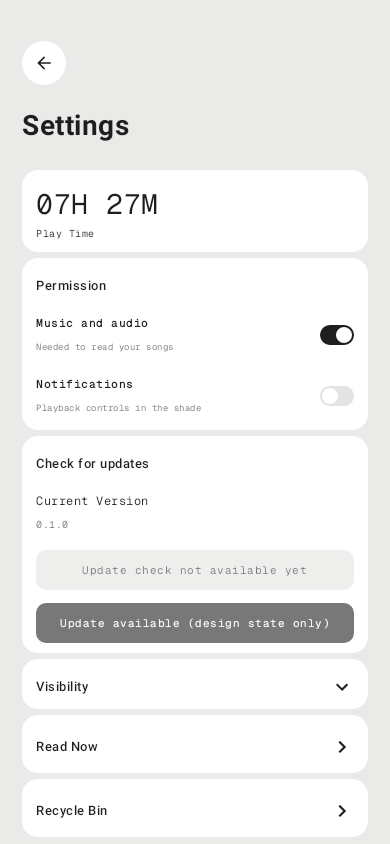 Settings
07H 27M
Play Time
Permission
Music and audio
Needed to read your songs
Notifications
Playback controls in the shade
Check for updates
Current Version
0.1.0
Update check not available yet
Update available (design state only)
Visibility
Read Now
Recycle Bin